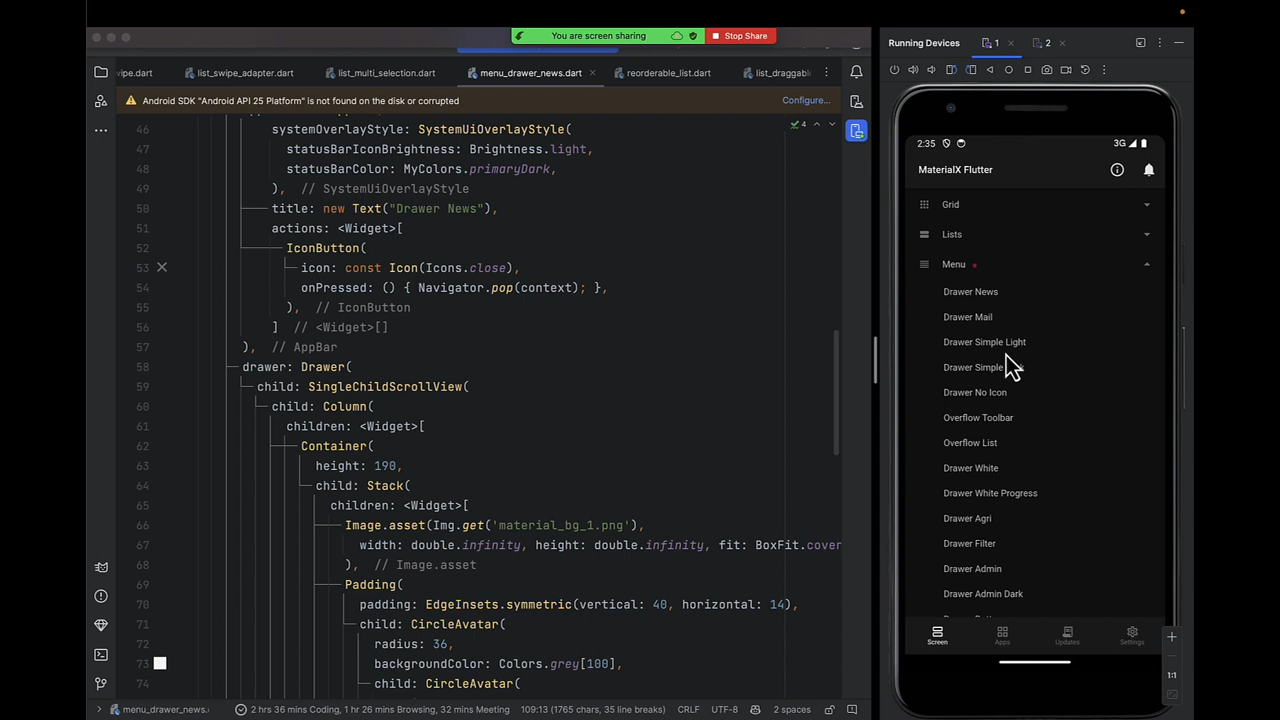 You are screen sharing
Stop Share
vipe.dart
list_swipe_adapter.dart
list_multi_selection.dart
menu_drawer_news.dart
reorderable_list.dart
list_draggabl
Android SDK "Android API 25 Platform" is not found on the disk or corrupted
Configure...
4
46 systemOverlayStyle: SystemUiOverlayStyle(
47 statusBarIconBrightness: Brightness.light,
48 statusBarColor: MyColors.primaryDark,
49 ), // SystemUiOverlayStyle
50 title: new Text("Drawer News"),
51 actions: <Widget>[
52 IconButton(
53 icon: const Icon(Icons.close),
54 onPressed: () { Navigator.pop(context); },
55 ), // IconButton
56 ] // <Widget>[]
57 ), // AppBar
58 drawer: Drawer(
59 child: SingleChildScrollView(
60 child: Column(
61 children: <Widget>[
62 Container(
63 height: 190,
64 child: Stack(
65 children: <Widget>[
66 Image.asset(Img.get('material_bg_1.png'),
67 width: double.infinity, height: double.infinity, fit: BoxFit.cover
68 ), // Image.asset
69 Padding(
70 padding: EdgeInsets.symmetric(vertical: 40, horizontal: 14),
71 child: CircleAvatar(
72 radius: 36,
73 backgroundColor: Colors.grey[100],
74 child: CircleAvatar(
menu_drawer_news.
2 hrs 36 mins Coding, 1 hr 26 mins Browsing, 32 mins Meeting
109:13 (1765 chars, 35 line breaks)
CRLF
UTF-8
2 spaces
Running Devices
1
2
2:35
3G
MaterialX Flutter
Grid
Lists
Menu
Drawer News
Drawer Mail
Drawer Simple Light
Drawer Simple
Drawer No Icon
Overflow Toolbar
Overflow List
Drawer White
Drawer White Progress
Drawer Agri
Drawer Filter
Drawer Admin
Drawer Admin Dark
Screen
Apps
Updates
Settings
1:1